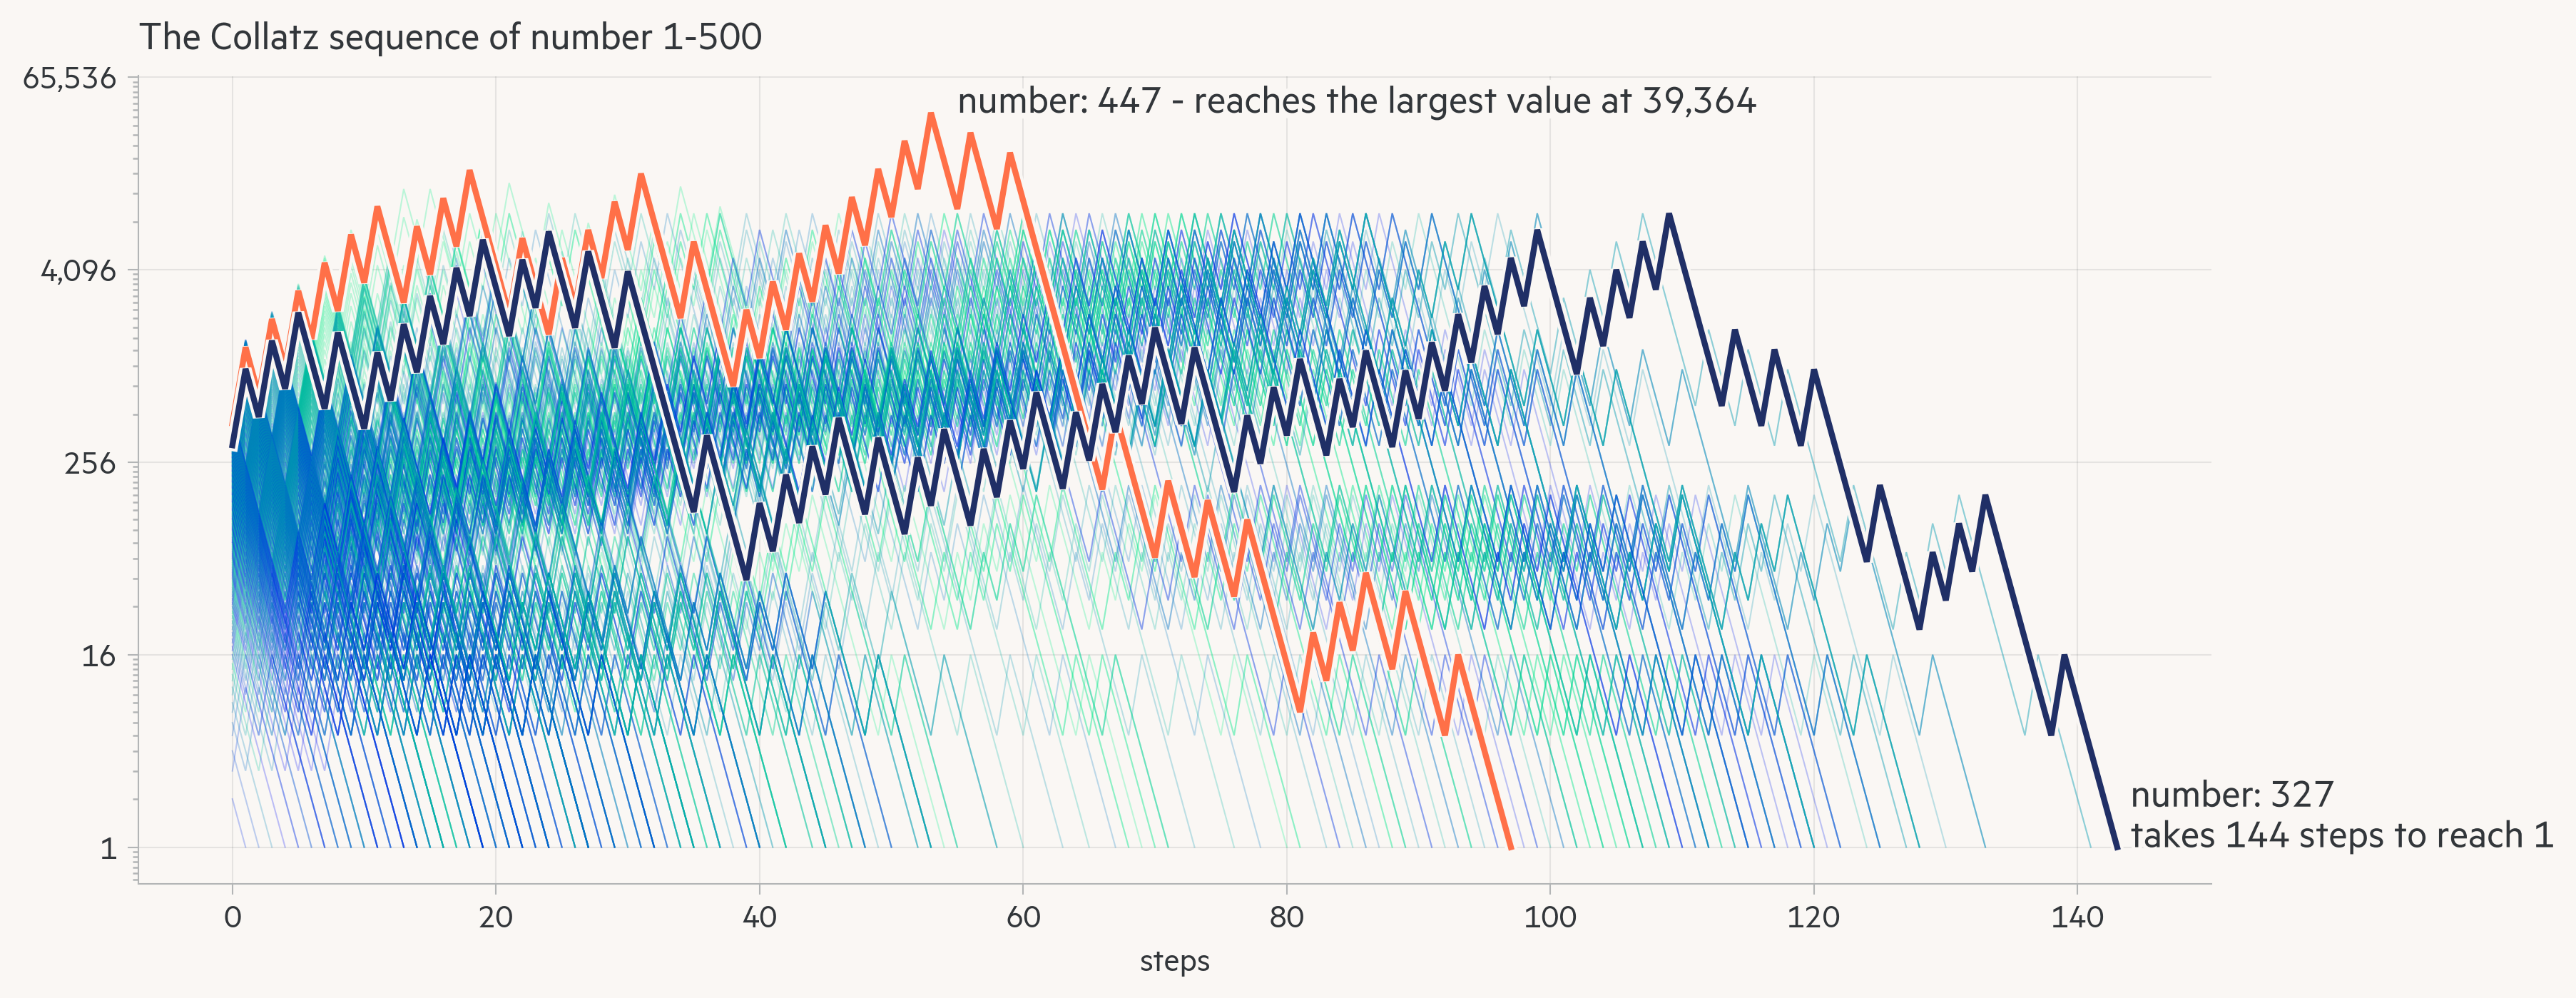 The Collatz sequence of number 1-500
65,536
number: 447 - reaches the largest value at 39,364
4,096
256
16
number: 327
takes 144 steps to reach 1
1
0 20 40 60 80 100 120 140
steps